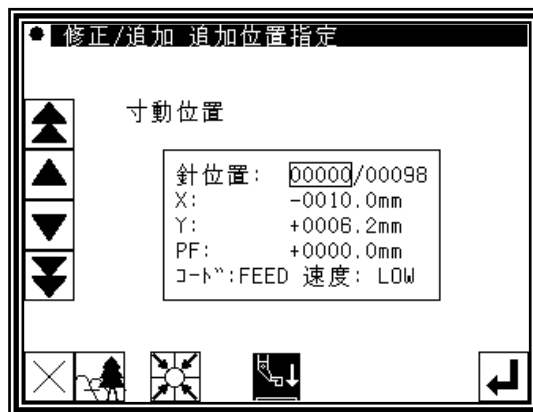 修正/追加 追加位置指定
寸動位置
針位置: 00000/00098
X: -0010.0mm
Y: +0006.2mm
PF: +0000.0mm
コード:FEED 速度: LOW